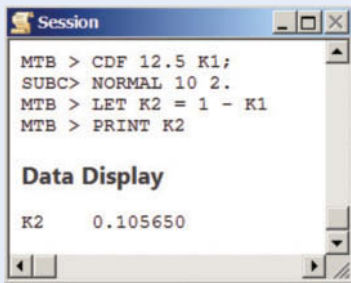 Session
MTB > CDF 12.5 K1;
SUBC> NORMAL 10 2.
MTB > LET K2 = 1 - K1
MTB > PRINT K2
Data Display
K2 0.105650